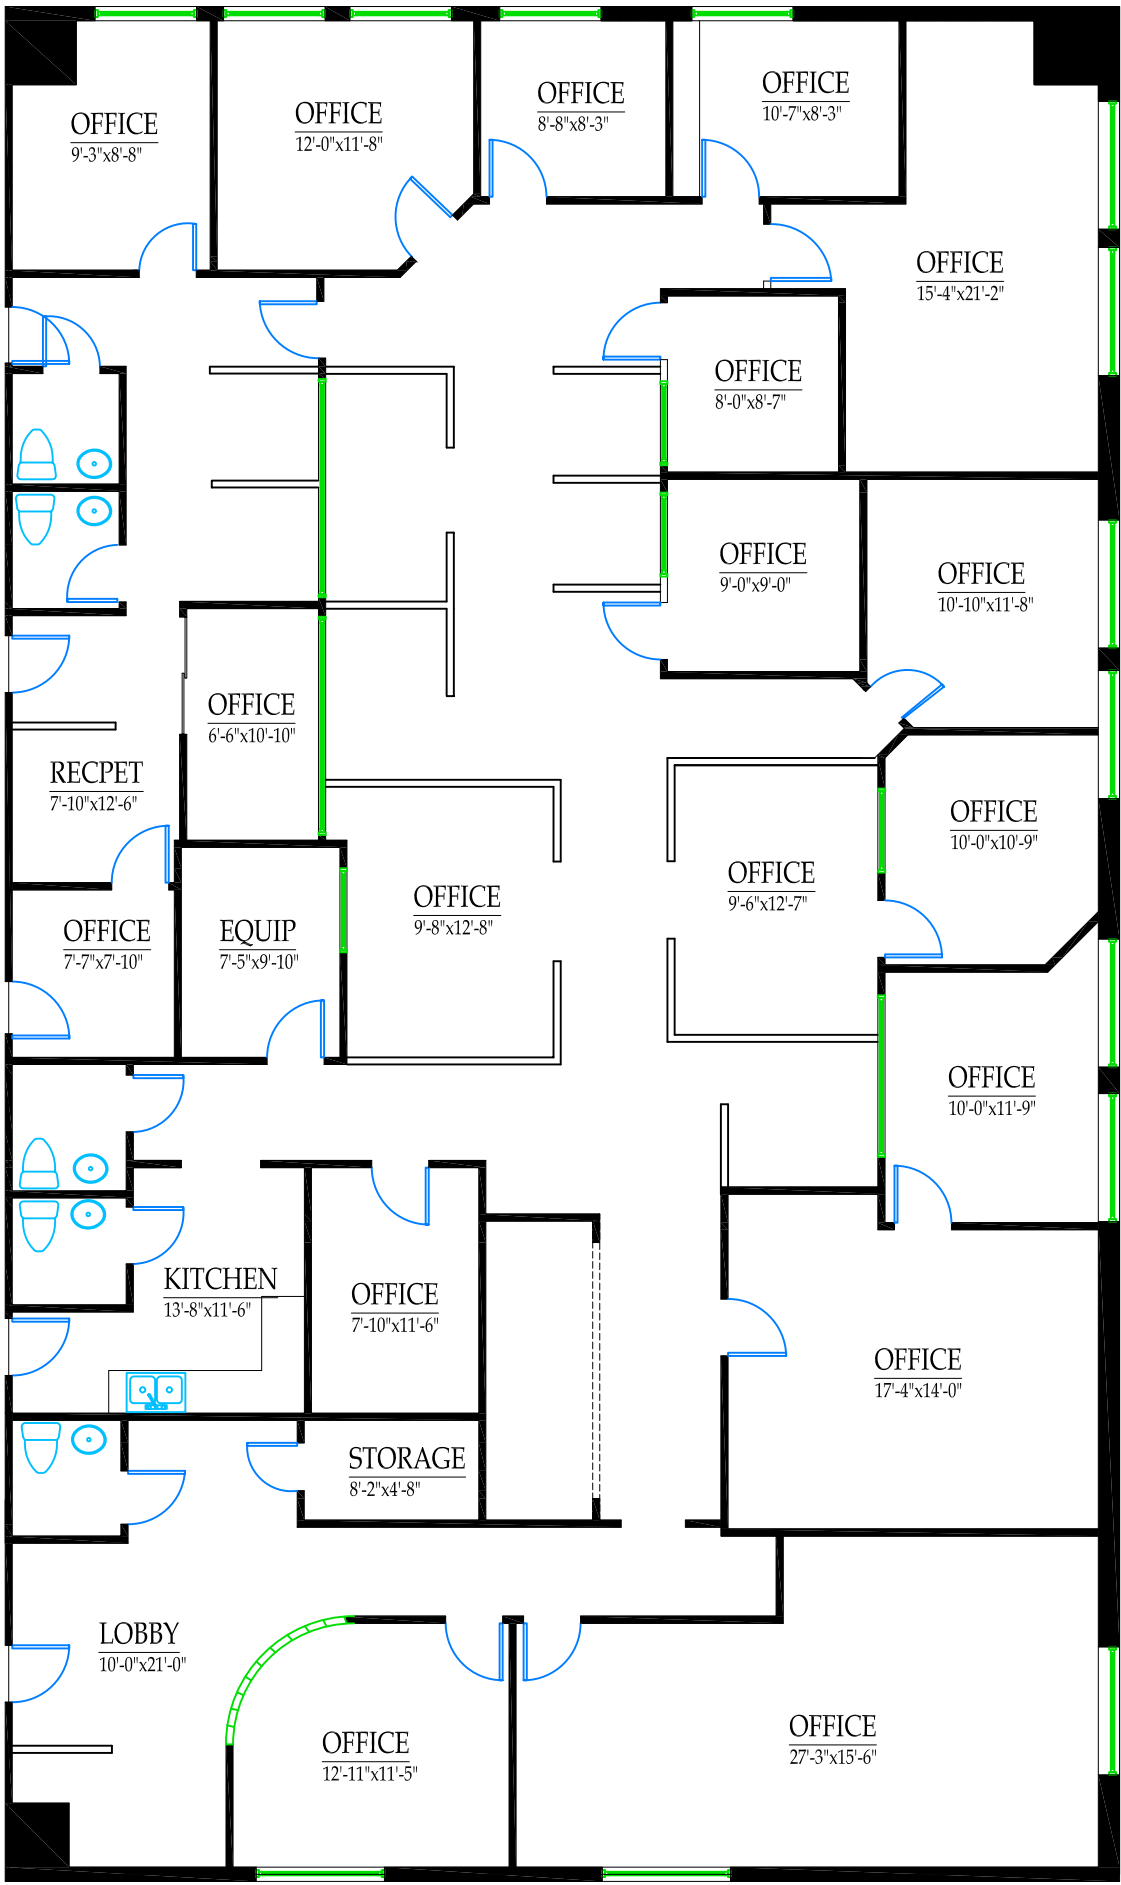 OFFICE
9'-3"x8'-8"
OFFICE
12'-0"x11'-8"
OFFICE
8'-8"x8'-3"
OFFICE
10'-7"x8'-3"
OFFICE
15'-4"x21'-2"
OFFICE
8'-0"x8'-7"
OFFICE
9'-0"x9'-0"
OFFICE
10'-10"x11'-8"
OFFICE
6'-6"x10'-10"
RECPET
7'-10"x12'-6"
OFFICE
10'-0"x10'-9"
OFFICE
9'-6"x12'-7"
OFFICE
9'-8"x12'-8"
OFFICE
7'-7"x7'-10"
EQUIP
7'-5"x9'-10"
OFFICE
10'-0"x11'-9"
KITCHEN
13'-8"x11'-6"
OFFICE
7'-10"x11'-6"
OFFICE
17'-4"x14'-0"
STORAGE
8'-2"x4'-8"
LOBBY
10'-0"x21'-0"
OFFICE
12'-11"x11'-5"
OFFICE
27'-3"x15'-6"